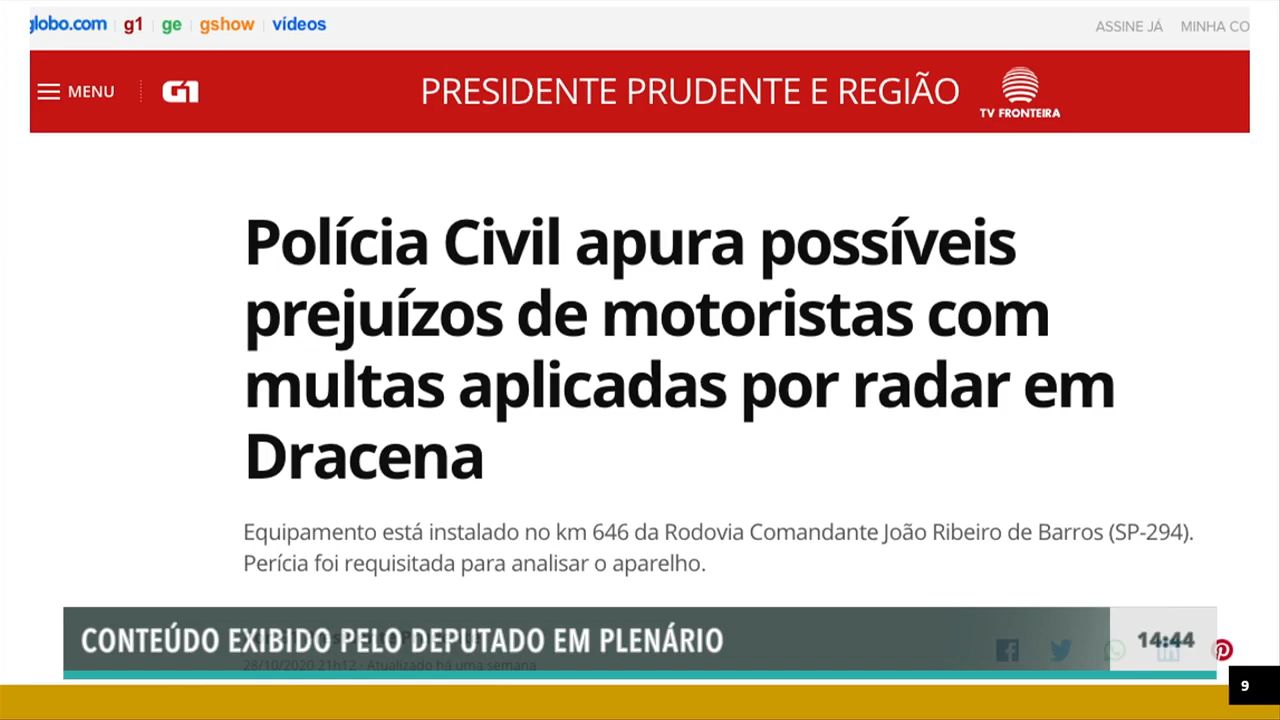 globo.com g1 ge gshow vídeos ASSINE JÁ MINHA CO
MENU G1 PRESIDENTE PRUDENTE E REGIÃO TV FRONTEIRA
Polícia Civil apura possíveis
prejuízos de motoristas com
multas aplicadas por radar em
Dracena
Equipamento está instalado no km 646 da Rodovia Comandante João Ribeiro de Barros (SP-294).
Perícia foi requisitada para analisar o aparelho.
CONTEÚDO EXIBIDO PELO DEPUTADO EM PLENÁRIO 14:44
28/10/2020 21h12 - Atualizado há uma semana
9